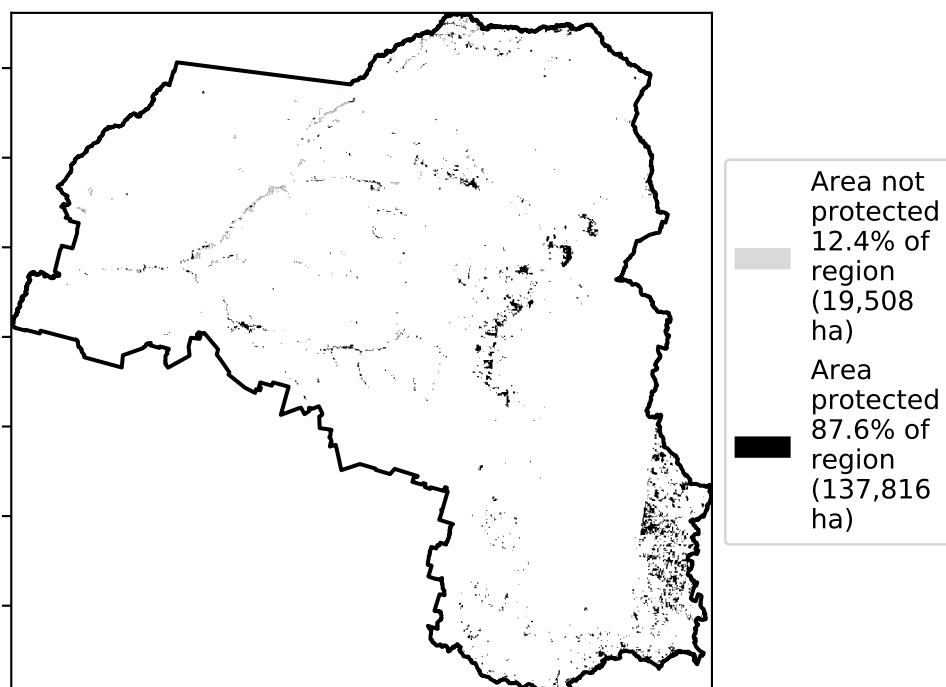 Area not
protected
12.4% of
region
(19,508
ha)
Area
protected
87.6% of
region
(137,816
ha)